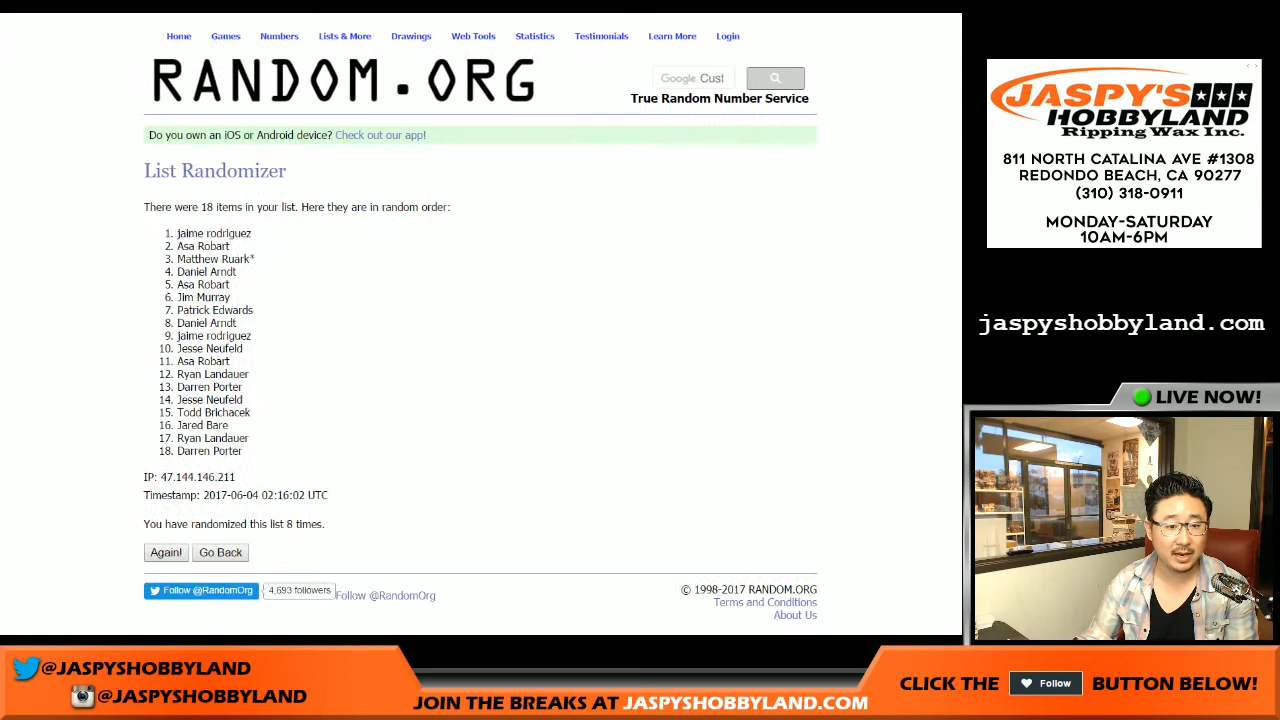 Home Games Numbers Lists & More Drawings Web Tools Statistics Testimonials Learn More Login
RANDOM.ORG
Google Cust
True Random Number Service
Do you own an iOS or Android device? Check out our app!
List Randomizer
There were 18 items in your list. Here they are in random order:
1. jaime rodriguez
2. Asa Robart
3. Matthew Ruark*
4. Daniel Arndt
5. Asa Robart
6. Jim Murray
7. Patrick Edwards
8. Daniel Arndt
9. jaime rodriguez
10. Jesse Neufeld
11. Asa Robart
12. Ryan Landauer
13. Darren Porter
14. Jesse Neufeld
15. Todd Brichacek
16. Jared Bare
17. Ryan Landauer
18. Darren Porter
IP: 47.144.146.211
Timestamp: 2017-06-04 02:16:02 UTC
You have randomized this list 8 times.
Again! Go Back
Follow @RandomOrg 4,693 followers Follow @RandomOrg
© 1998-2017 RANDOM.ORG
Terms and Conditions
About Us
JASPY'S
HOBBYLAND
Ripping Wax Inc.
811 NORTH CATALINA AVE #1308
REDONDO BEACH, CA 90277
(310) 318-0911
MONDAY-SATURDAY
10AM-6PM
jaspyshobbyland.com
LIVE NOW!
@JASPYSHOBBYLAND
@JASPYSHOBBYLAND
JOIN THE BREAKS AT JASPYSHOBBYLAND.COM
CLICK THE Follow BUTTON BELOW!